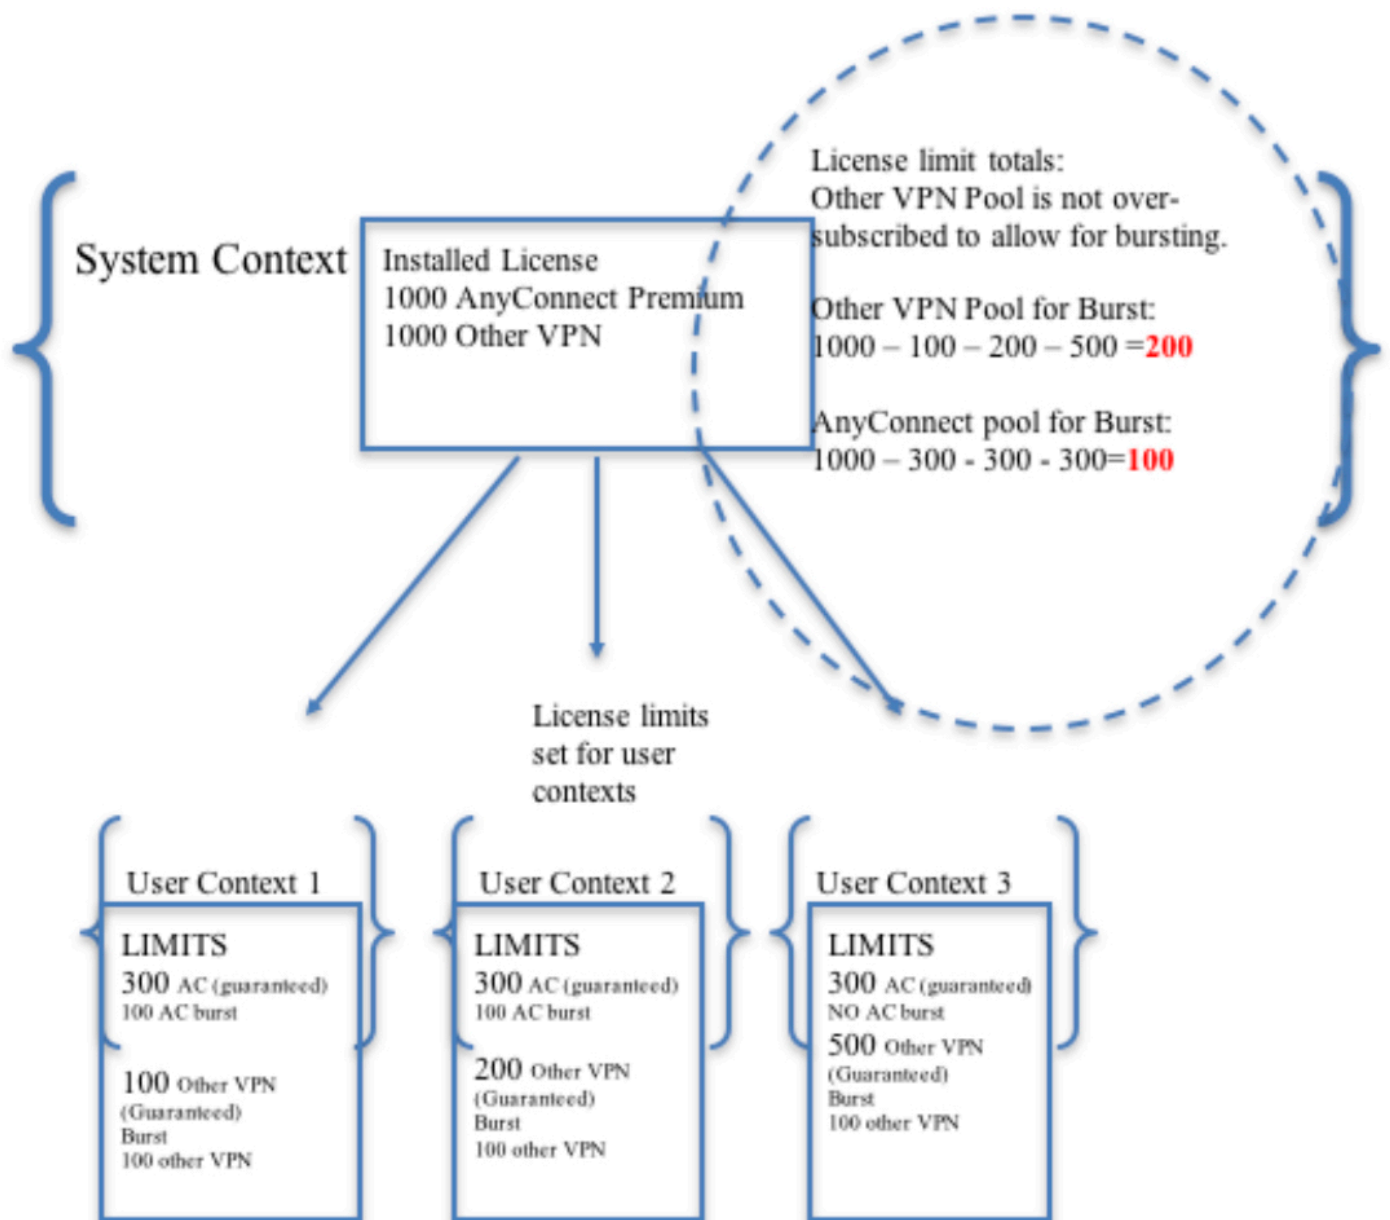 System Context
Installed License
1000 AnyConnect Premium
1000 Other VPN
License limit totals:
Other VPN Pool is not over-
subscribed to allow for bursting.
Other VPN Pool for Burst:
1000 – 100 – 200 – 500 =200
AnyConnect pool for Burst:
1000 – 300 - 300 - 300=100
License limits
set for user
contexts
User Context 1
LIMITS
300 AC (guaranteed)
100 AC burst
100 Other VPN
(Guaranteed)
Burst
100 other VPN
User Context 2
LIMITS
300 AC (guaranteed)
100 AC burst
200 Other VPN
(Guaranteed)
Burst
100 other VPN
User Context 3
LIMITS
300 AC (guaranteed)
NO AC burst
500 Other VPN
(Guaranteed)
Burst
100 other VPN